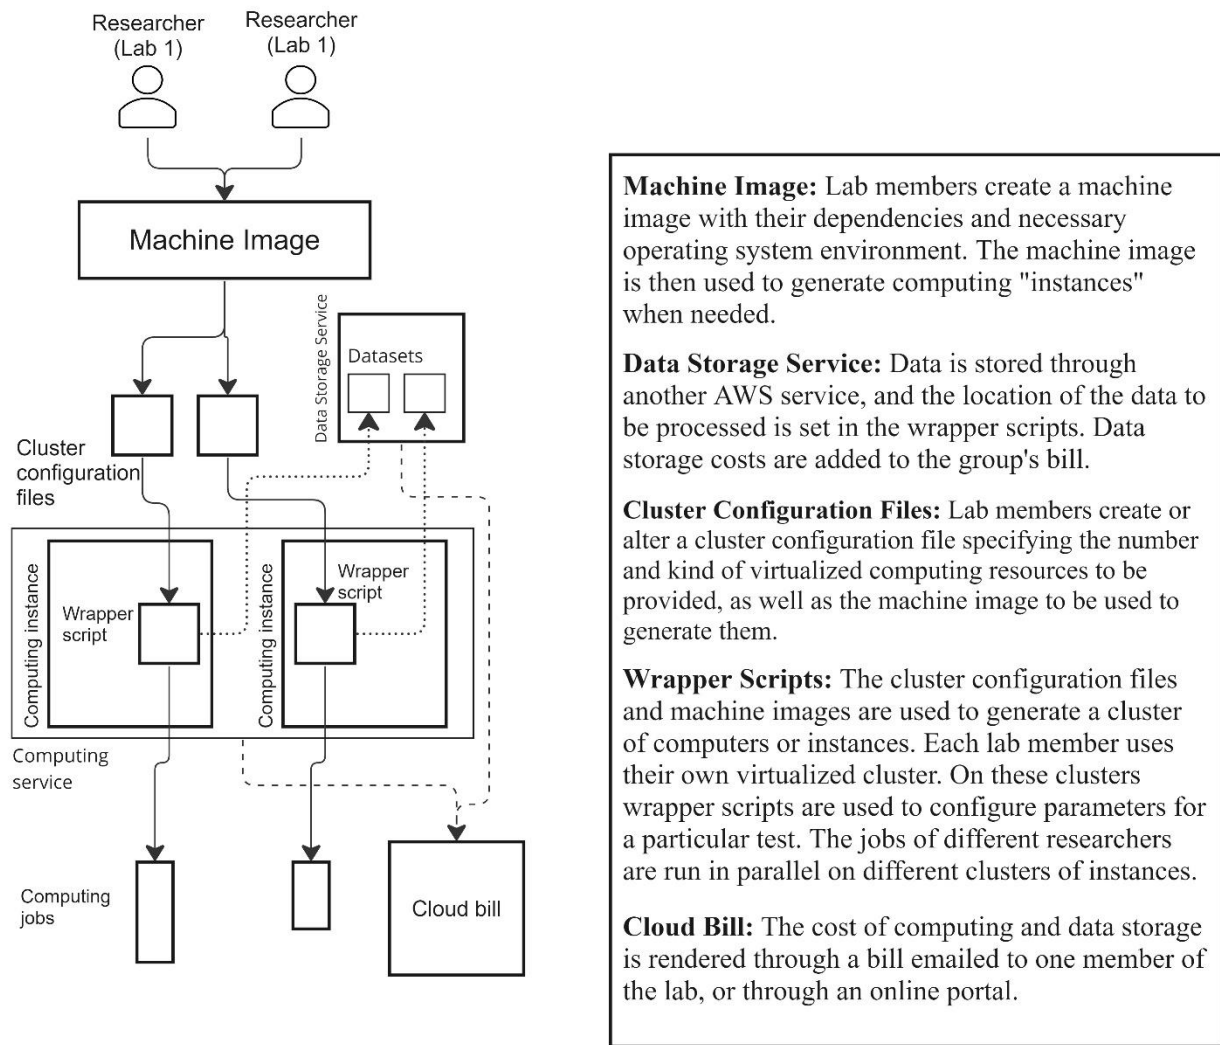 Researcher
(Lab 1)
Researcher
(Lab 1)
Machine Image
Data Storage Service
Datasets
Cluster
configuration
files
Computing instance
Wrapper
script
Computing instance
Wrapper
script
Computing
service
Computing
jobs
Cloud bill
Machine Image: Lab members create a machine
image with their dependencies and necessary
operating system environment. The machine image
is then used to generate computing "instances"
when needed.
Data Storage Service: Data is stored through
another AWS service, and the location of the data to
be processed is set in the wrapper scripts. Data
storage costs are added to the group's bill.
Cluster Configuration Files: Lab members create or
alter a cluster configuration file specifying the number
and kind of virtualized computing resources to be
provided, as well as the machine image to be used to
generate them.
Wrapper Scripts: The cluster configuration files
and machine images are used to generate a cluster
of computers or instances. Each lab member uses
their own virtualized cluster. On these clusters
wrapper scripts are used to configure parameters for
a particular test. The jobs of different researchers
are run in parallel on different clusters of instances.
Cloud Bill: The cost of computing and data storage
is rendered through a bill emailed to one member of
the lab, or through an online portal.